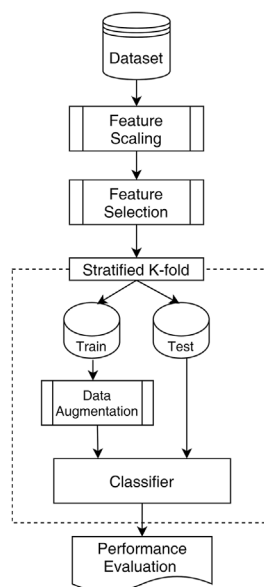 Dataset
Feature
Scaling
Feature
Selection
Stratified K-fold
Train
Test
Data
Augmentation
Classifier
Performance
Evaluation